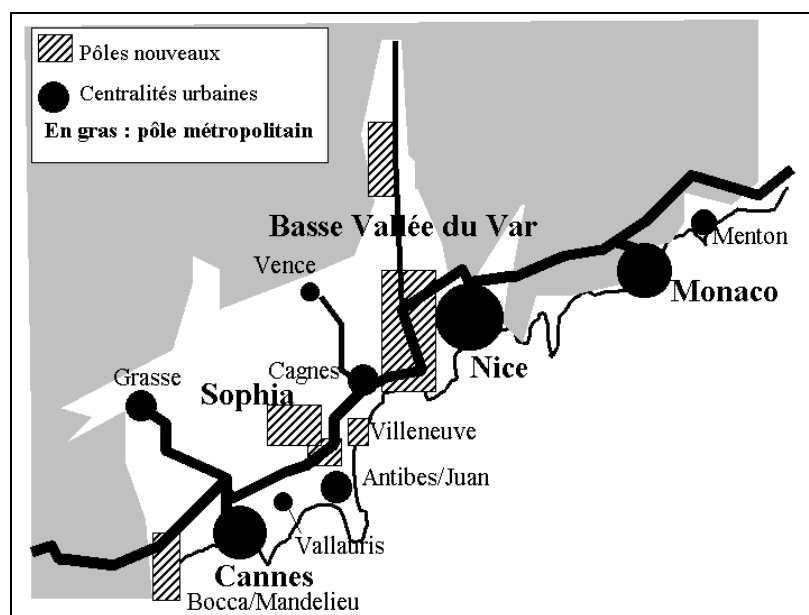 Pôles nouveaux
Centralités urbaines
En gras : pôle métropolitain
Basse Vallée du Var
Menton
Vence
Monaco
Nice
Cagnes
Grasse
Sophia
Villeneuve
Antibes/Juan
Vallauris
Cannes
Bocca/Mandelieu